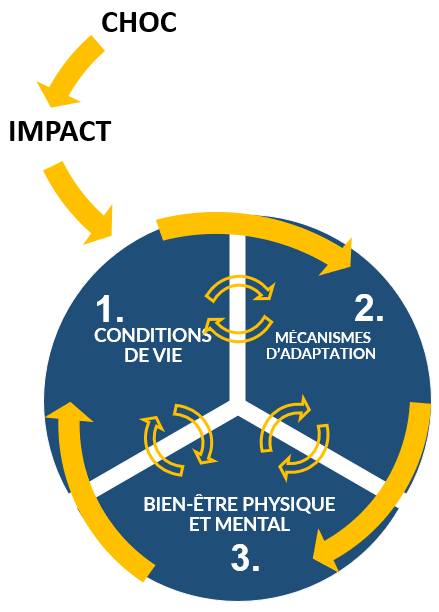 CHOC
IMPACT
1.
CONDITIONS
DE VIE
2.
MÉCANISMES
D'ADAPTATION
BIEN-ÊTRE PHYSIQUE
ET MENTAL
3.